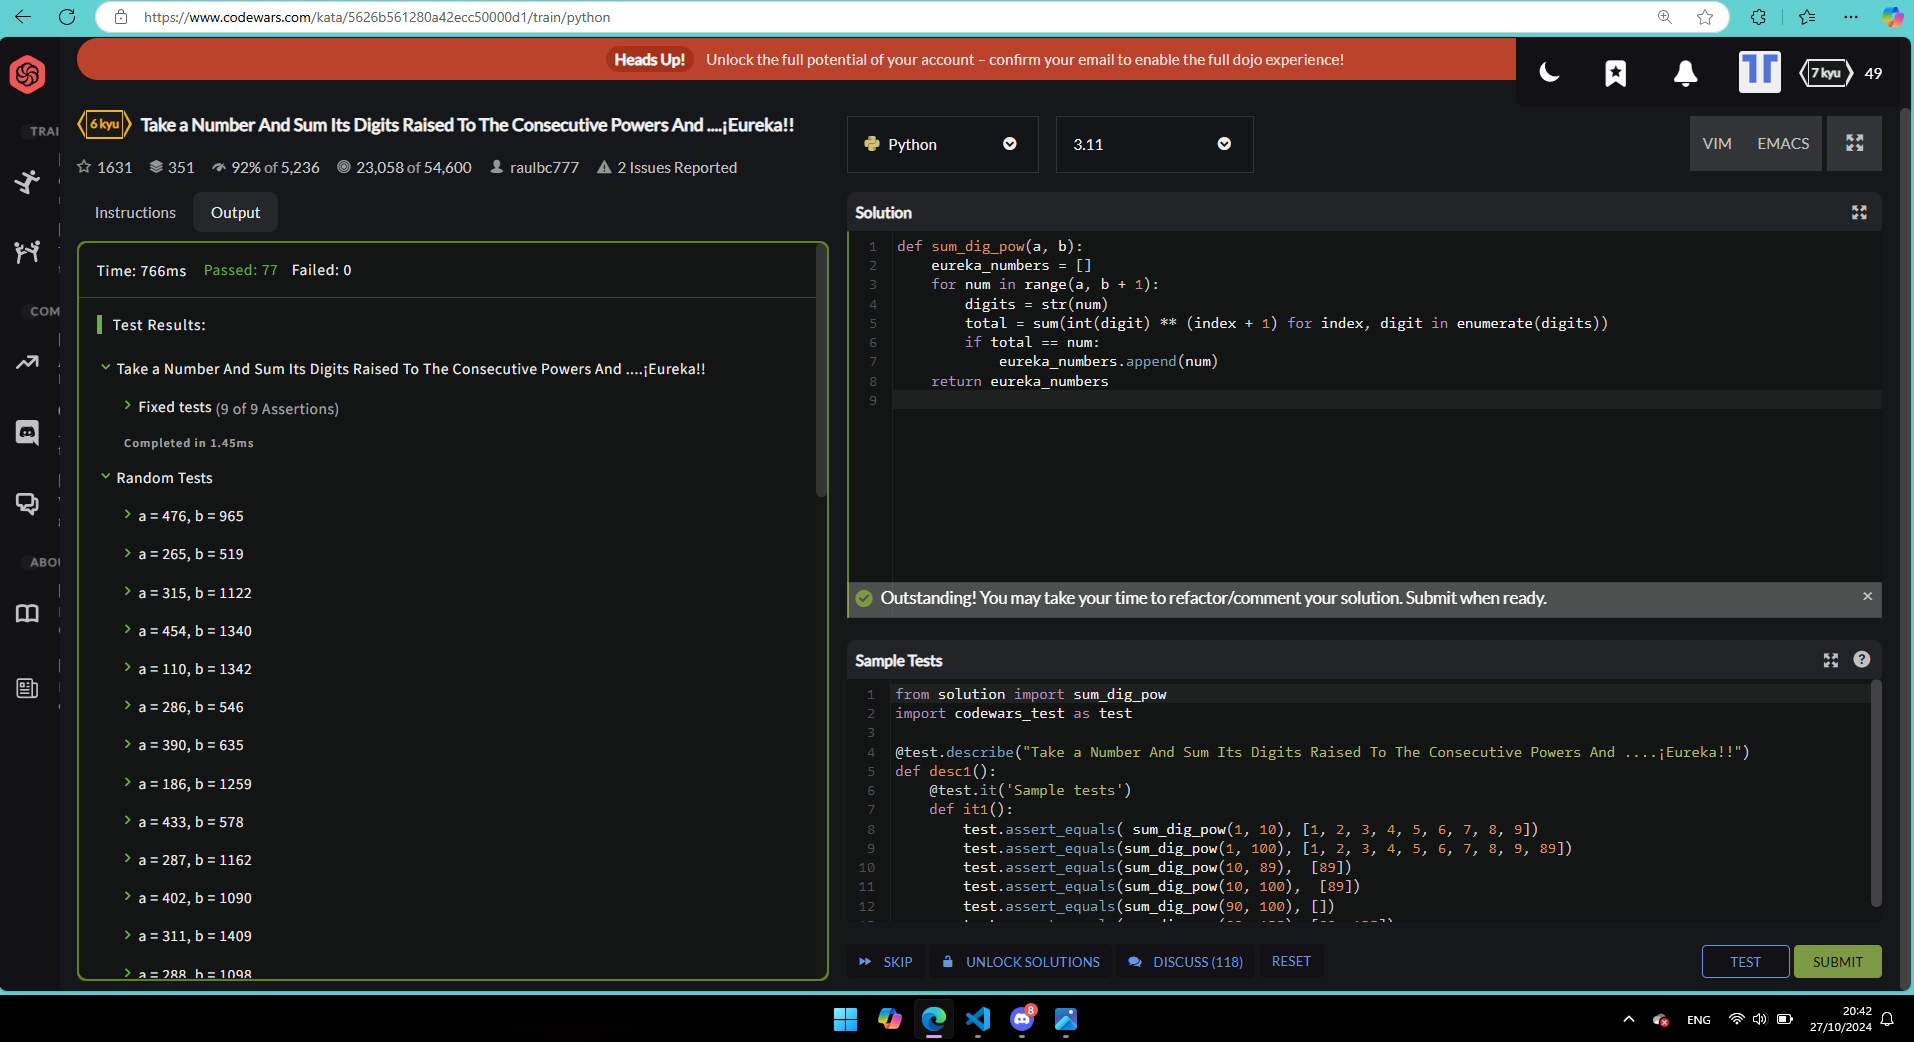 https://www.codewars.com/kata/5626b561280a42ecc50000d1/train/python
Heads Up! Unlock the full potential of your account – confirm your email to enable the full dojo experience!
7 kyu 49
TRAI
COM
ABOU
6 kyu Take a Number And Sum Its Digits Raised To The Consecutive Powers And ....¡Eureka!!
1631 351 92% of 5,236 23,058 of 54,600 raulbc777 2 Issues Reported
Instructions Output
Time: 766ms Passed: 77 Failed: 0
Test Results:
Take a Number And Sum Its Digits Raised To The Consecutive Powers And ....¡Eureka!!
Fixed tests (9 of 9 Assertions)
Completed in 1.45ms
Random Tests
a = 476, b = 965
a = 265, b = 519
a = 315, b = 1122
a = 454, b = 1340
a = 110, b = 1342
a = 286, b = 546
a = 390, b = 635
a = 186, b = 1259
a = 433, b = 578
a = 287, b = 1162
a = 402, b = 1090
a = 311, b = 1409
a = 288, b = 1098
Python 3.11 VIM EMACS
Solution
1 def sum_dig_pow(a, b):
2 eureka_numbers = []
3 for num in range(a, b + 1):
4 digits = str(num)
5 total = sum(int(digit) ** (index + 1) for index, digit in enumerate(digits))
6 if total == num:
7 eureka_numbers.append(num)
8 return eureka_numbers
9
Outstanding! You may take your time to refactor/comment your solution. Submit when ready.
Sample Tests
1 from solution import sum_dig_pow
2 import codewars_test as test
3
4 @test.describe("Take a Number And Sum Its Digits Raised To The Consecutive Powers And ....¡Eureka!!")
5 def desc1():
6 @test.it('Sample tests')
7 def it1():
8 test.assert_equals( sum_dig_pow(1, 10), [1, 2, 3, 4, 5, 6, 7, 8, 9])
9 test.assert_equals(sum_dig_pow(1, 100), [1, 2, 3, 4, 5, 6, 7, 8, 9, 89])
10 test.assert_equals(sum_dig_pow(10, 89), [89])
11 test.assert_equals(sum_dig_pow(10, 100), [89])
12 test.assert_equals(sum_dig_pow(90, 100), [])
SKIP UNLOCK SOLUTIONS DISCUSS (118) RESET TEST SUBMIT
8
ENG
20:42
27/10/2024